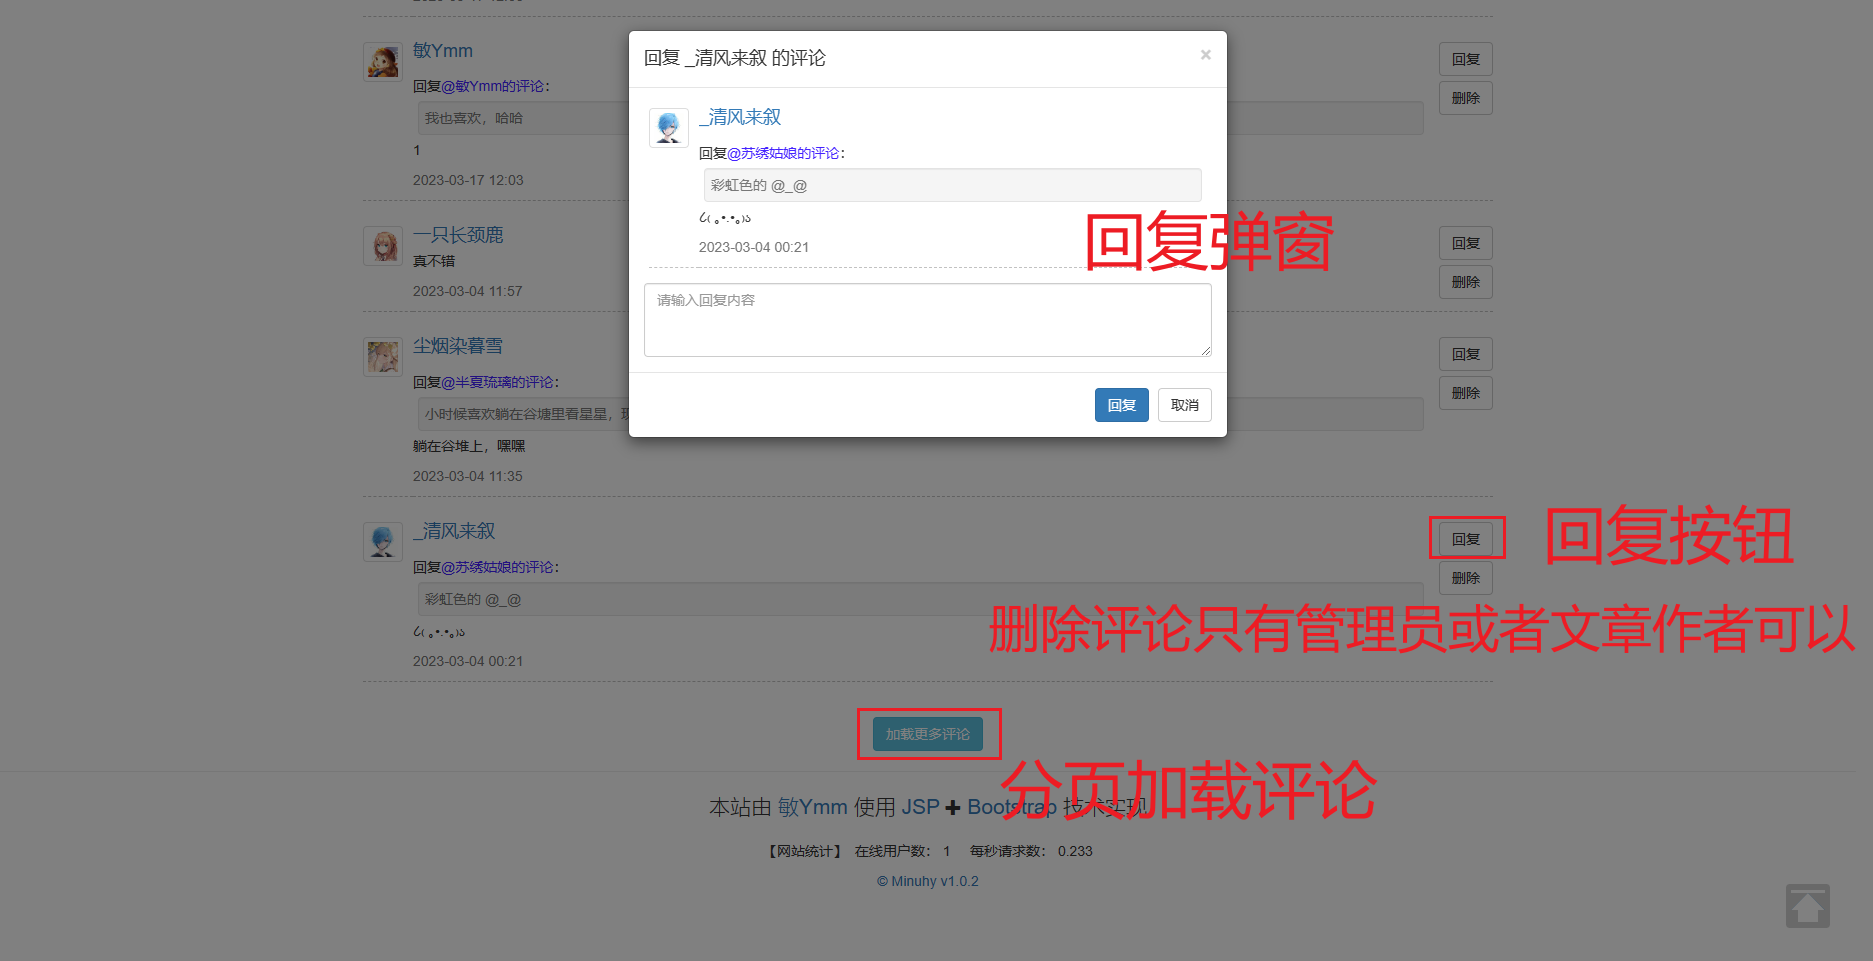 敏Ymm
回复@敏Ymm的评论：
我也喜欢，哈哈
1
2023-03-17 12:03
回复
删除
一只长颈鹿
真不错
2023-03-04 11:57
回复
删除
尘烟染暮雪
回复@半夏琉璃的评论：
小时候喜欢躺在谷塘里看星星，
躺在谷堆上，嘿嘿
2023-03-04 11:35
回复
删除
回复 _清风来叙 的评论
×
_清风来叙
回复@苏绣姑娘的评论：
彩虹色的 @_@
2023-03-04 00:21
回复弹窗
请输入回复内容
回复
取消
_清风来叙
回复@苏绣姑娘的评论：
彩虹色的 @_@
2023-03-04 00:21
回复
回复按钮
删除
删除评论只有管理员或者文章作者可以
加载更多评论
分页加载评论
本站由 敏Ymm 使用 JSP ✚ Bootstrap 技术实现
【网站统计】 在线用户数： 1 每秒请求数： 0.233
© Minuhy v1.0.2